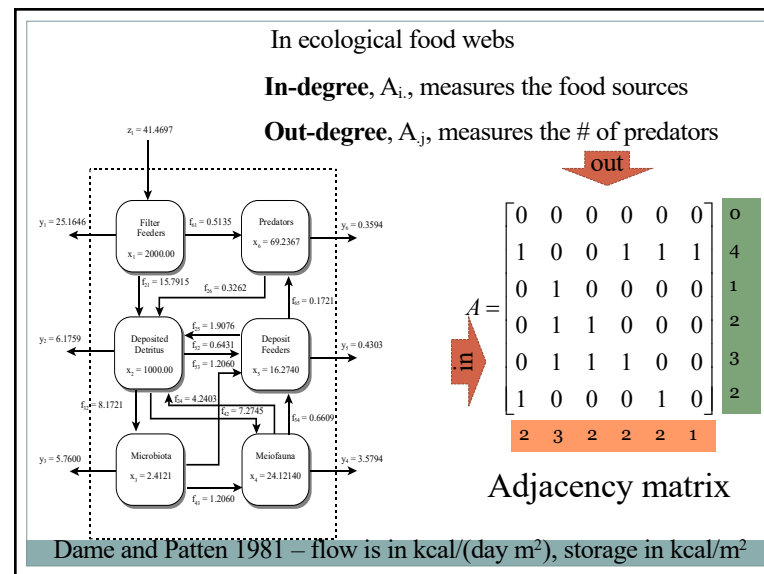 In ecological food webs
In-degree, Aᵢ., measures the food sources
Out-degree, A.ⱼ, measures the # of predators
out
z₁ = 41.4697
y₁ = 25.1646
Filter
Feeders
x₁ = 2000.00
f₆₁ = 0.5135
Predators
x₆ = 69.2367
y₆ = 0.3594
f₂₁ = 15.7915
f₂₆ = 0.3262
f₆₅ = 0.1721
y₂ = 6.1759
Deposited
Detritus
x₂ = 1000.00
f₂₅ = 1.9076
f₅₂ = 0.6431
f₅₃ = 1.2060
Deposit
Feeders
x₅ = 16.2740
y₅ = 0.4303
f₃₂ = 8.1721
f₂₄ = 4.2403
f₄₂ = 7.2745
f₅₄ = 0.6609
y₃ = 5.7600
Microbiota
x₃ = 2.4121
f₄₃ = 1.2060
Meiofauna
x₄ = 24.12140
y₄ = 3.5794
A =
in
0 0 0 0 0 0 0
1 0 0 1 1 1 4
0 1 0 0 0 0 1
0 1 1 0 0 0 2
0 1 1 1 0 0 3
1 0 0 0 1 0 2
2 3 2 2 2 1
Adjacency matrix
Dame and Patten 1981 – flow is in kcal/(day m²), storage in kcal/m²